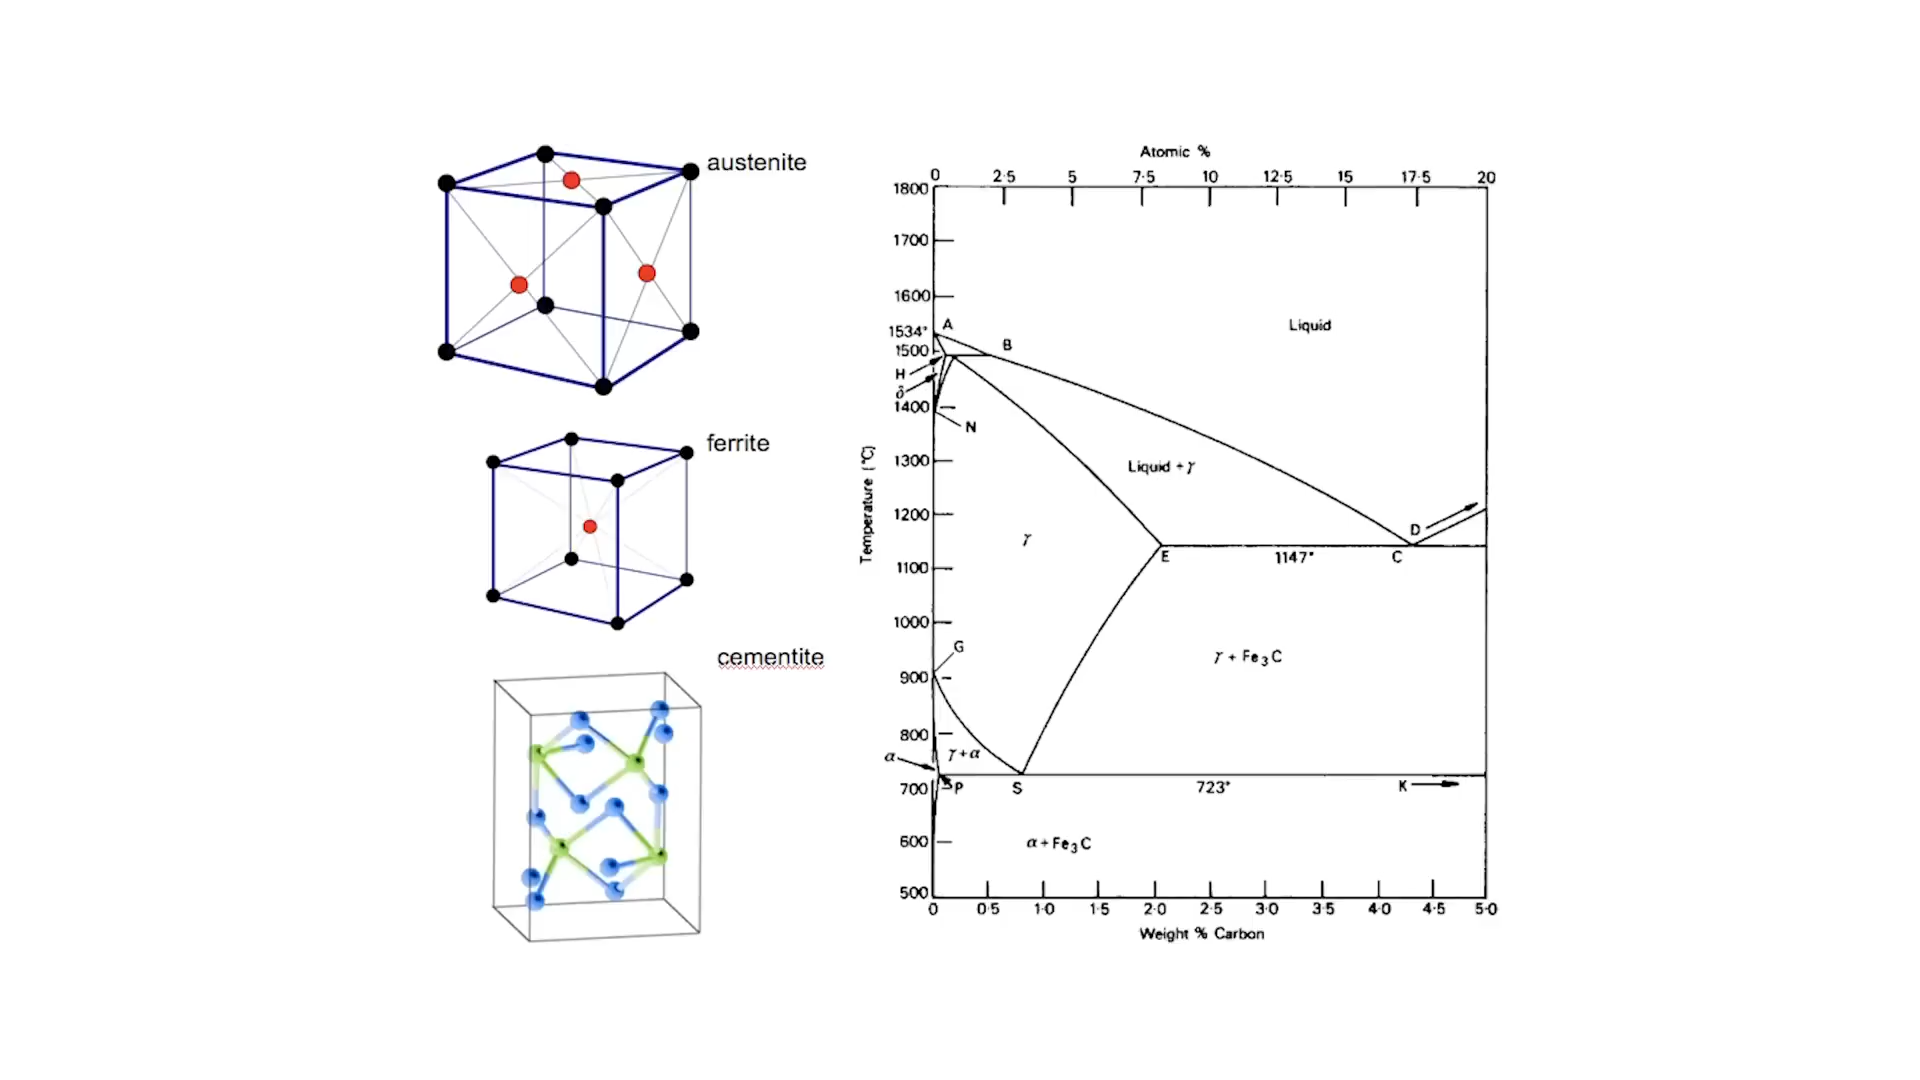 austenite
ferrite
cementite
Atomic %
0 2·5 5 7·5 10 12·5 15 17·5 20
1800
1700
1600
1534°
1500
1400
1300
1200
1100
1000
900
800
700
600
500
Temperature (°C)
A
B
H
δ
N
Liquid
Liquid + γ
γ
D
E
1147°
C
G
γ + Fe₃C
α
γ+α
P
S
723°
K
α + Fe₃C
0 0·5 1·0 1·5 2·0 2·5 3·0 3·5 4·0 4·5 5·0
Weight % Carbon